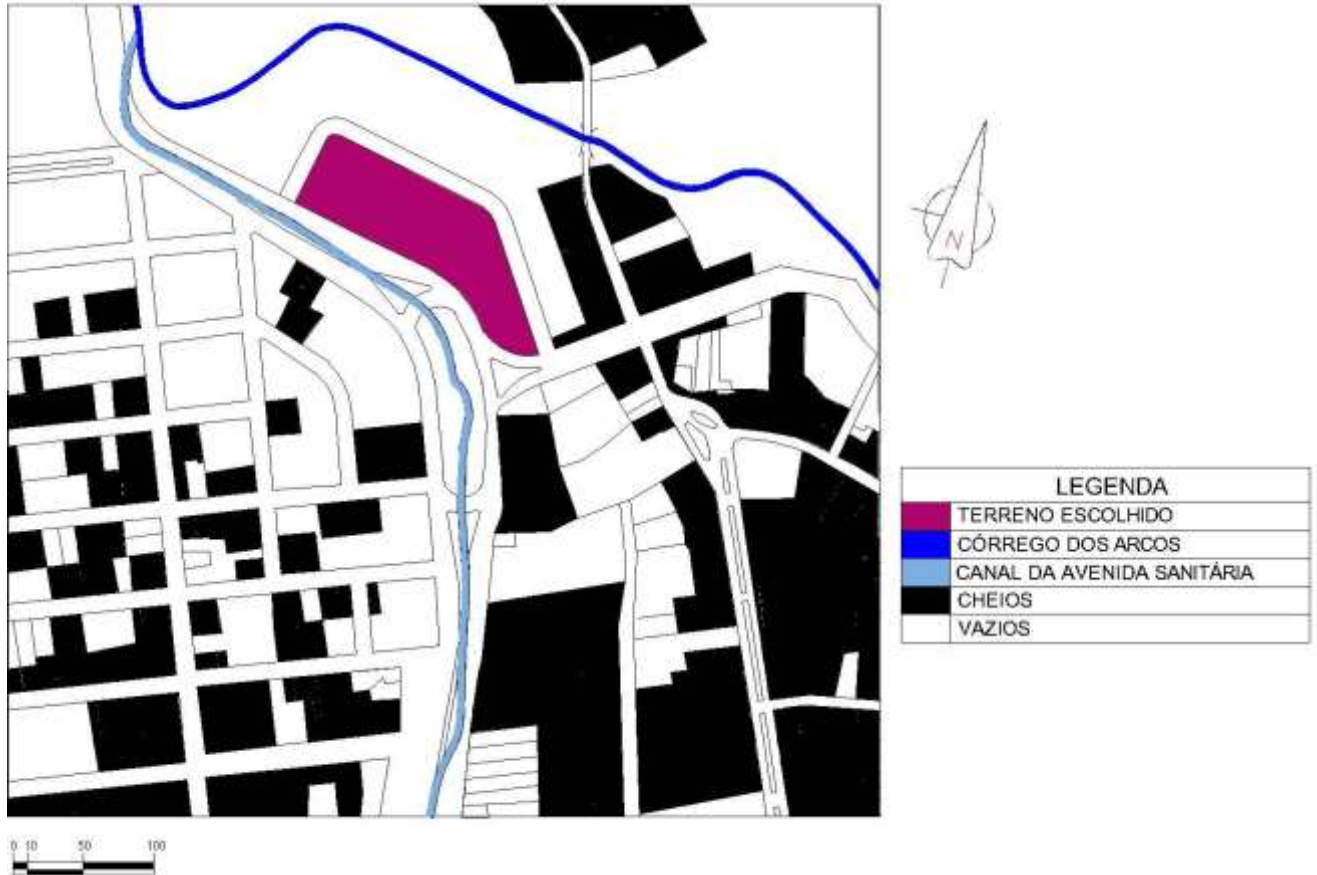 N
LEGENDA
TERRENO ESCOLHIDO
CÓRREGO DOS ARCOS
CANAL DA AVENIDA SANITÁRIA
CHEIOS
VAZIOS
0 10 50 100